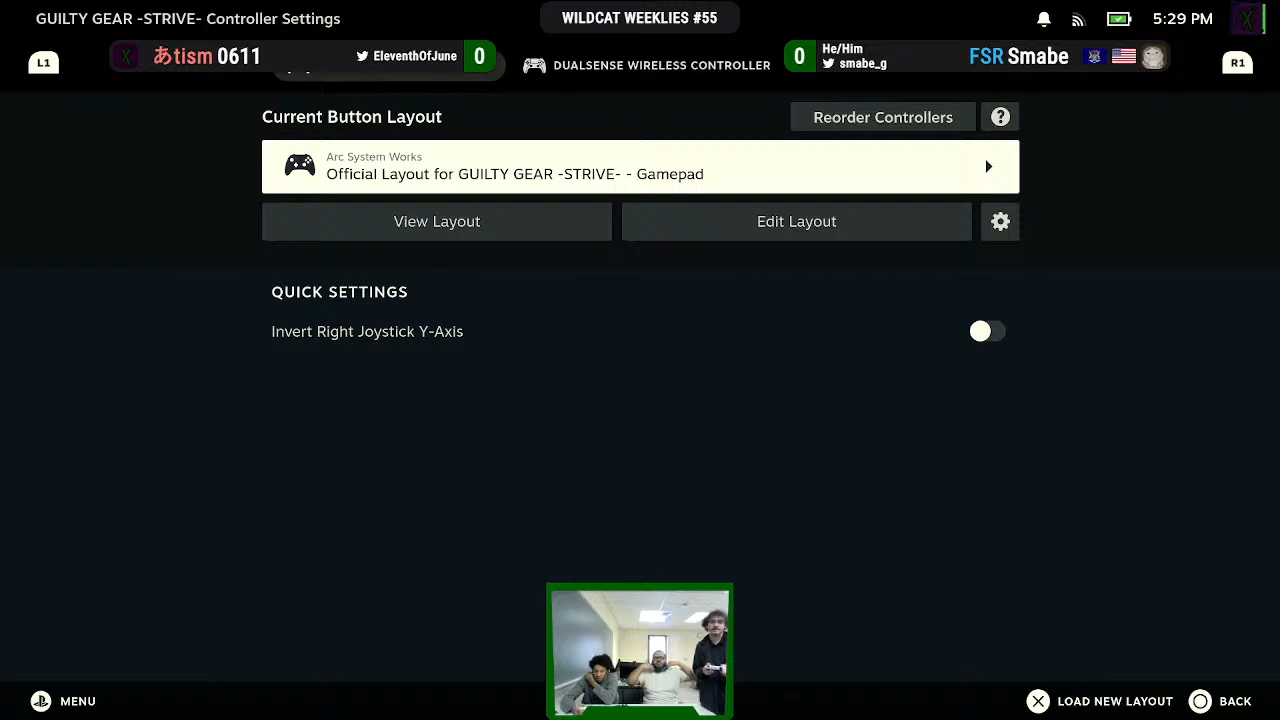 GUILTY GEAR -STRIVE- Controller Settings
WILDCAT WEEKLIES #55
5:29 PM
L1
あtism 0611
EleventhOfJune
0
DUALSENSE WIRELESS CONTROLLER
0
He/Him
smabe_g
FSR Smabe
R1
Current Button Layout
Reorder Controllers
?
Arc System Works
Official Layout for GUILTY GEAR -STRIVE- - Gamepad
View Layout
Edit Layout
QUICK SETTINGS
Invert Right Joystick Y-Axis
MENU
LOAD NEW LAYOUT
BACK